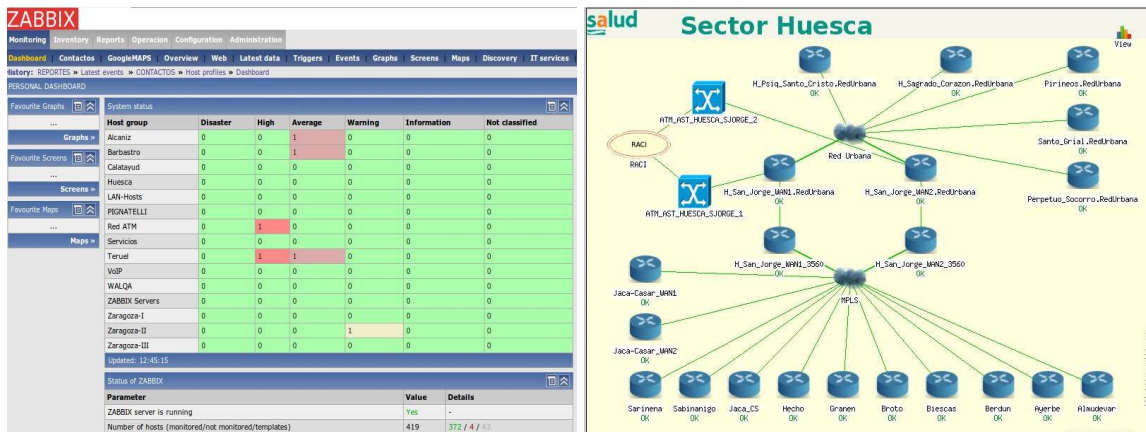 ZABBIX
Monitoring Inventory Reports Operacion Configuration Administration
Dashboard Contactos GoogleMAPS Overview Web Latest data Triggers Events Graphs Screens Maps Discovery IT services
History: REPORTES » Latest events » CONTACTOS » Host profiles » Dashboard
PERSONAL DASHBOARD
Favourite Graphs
...
Graphs »
Favourite Screens
...
Screens »
Favourite Maps
...
Maps »
System status
Host group Disaster High Average Warning Information Not classified
Alcaniz 0 0 1 0 0 0
Barbastro 0 0 1 0 0 0
Calatayud 0 0 0 0 0 0
Huesca 0 0 0 0 0 0
LAN-Hosts 0 0 0 0 0 0
PIGNATELLI 0 0 0 0 0 0
Red ATM 0 1 0 0 0 0
Servicios 0 0 0 0 0 0
Teruel 0 1 1 0 0 0
VoIP 0 0 0 0 0 0
WALQA 0 0 0 0 0 0
ZABBIX Servers 0 0 0 0 0 0
Zaragoza-I 0 0 0 0 0 0
Zaragoza-II 0 0 0 1 0 0
Zaragoza-III 0 0 0 0 0 0
Updated: 12:45:15
Status of ZABBIX
Parameter Value Details
ZABBIX server is running Yes -
Number of hosts (monitored/not monitored/templates) 419 372 / 4 / 43
salud
Sector Huesca
View
H_Psiq_Santo_Cristo.RedUrbana
OK
H_Sagrado_Corazon.RedUrbana
OK
Pirineos.RedUrbana
OK
ATM_AST_HUESCA_SJORGE_2
RACI
RACI
Red Urbana
Santo_Grial.RedUrbana
OK
H_San_Jorge_WAN1.RedUrbana
OK
H_San_Jorge_WAN2.RedUrbana
OK
Perpetuo_Socorro.RedUrbana
OK
ATM_AST_HUESCA_SJORGE_1
H_San_Jorge_WAN1_3560
OK
H_San_Jorge_WAN2_3560
OK
Jaca-Casar_WAN1
OK
MPLS
Jaca-Casar_WAN2
OK
Sarinena
OK
Sabinanigo
OK
Jaca_CS
OK
Hecho
OK
Granen
OK
Broto
OK
Biescas
OK
Berdun
OK
Ayerbe
OK
Almudevar
OK